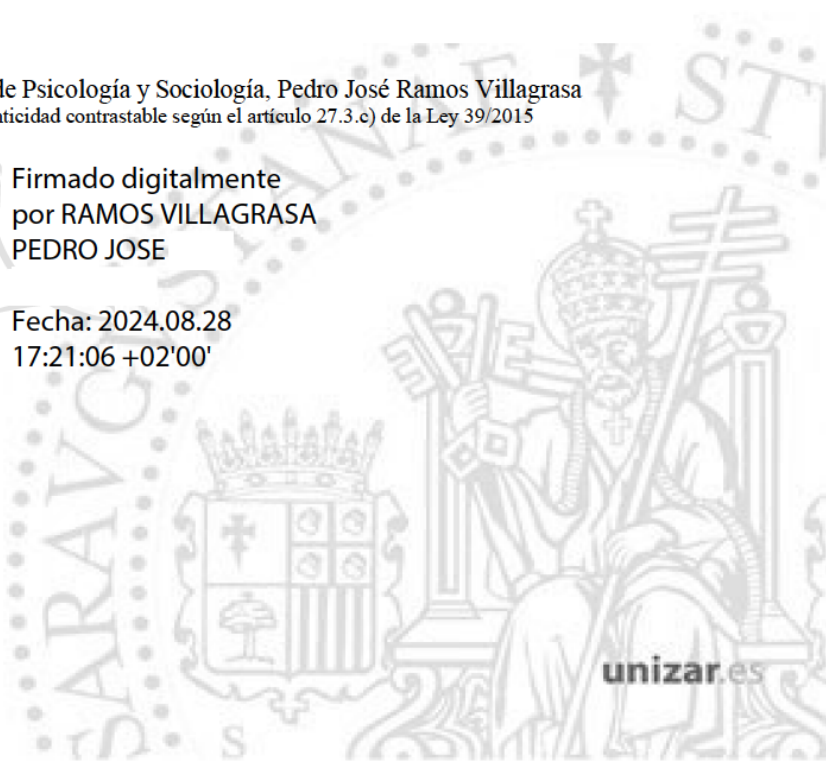 de Psicología y Sociología, Pedro José Ramos Villagrasa
nticidad contrastable según el artículo 27.3.c) de la Ley 39/2015
Firmado digitalmente
por RAMOS VILLAGRASA
PEDRO JOSE
Fecha: 2024.08.28
17:21:06 +02'00'
unizar.es